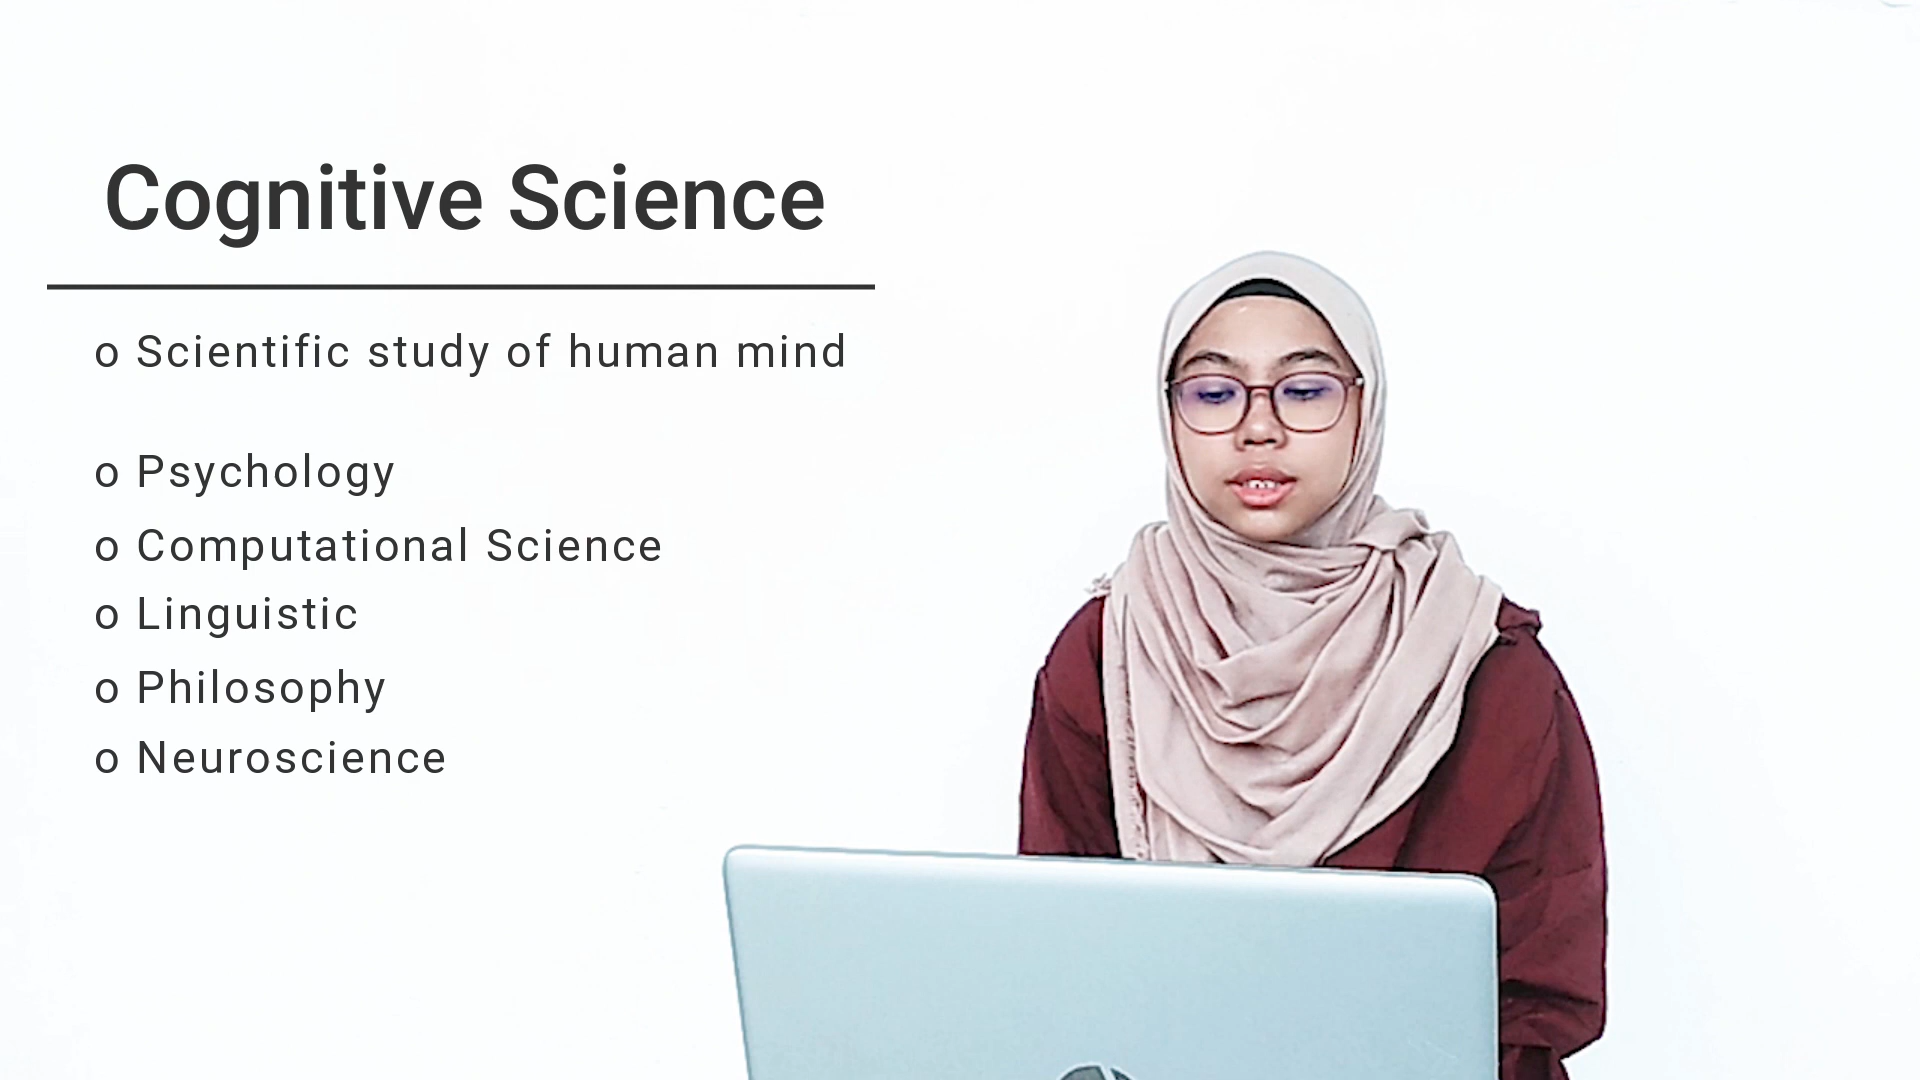 Cognitive Science
o Scientific study of human mind
o Psychology
o Computational Science
o Linguistic
o Philosophy
o Neuroscience